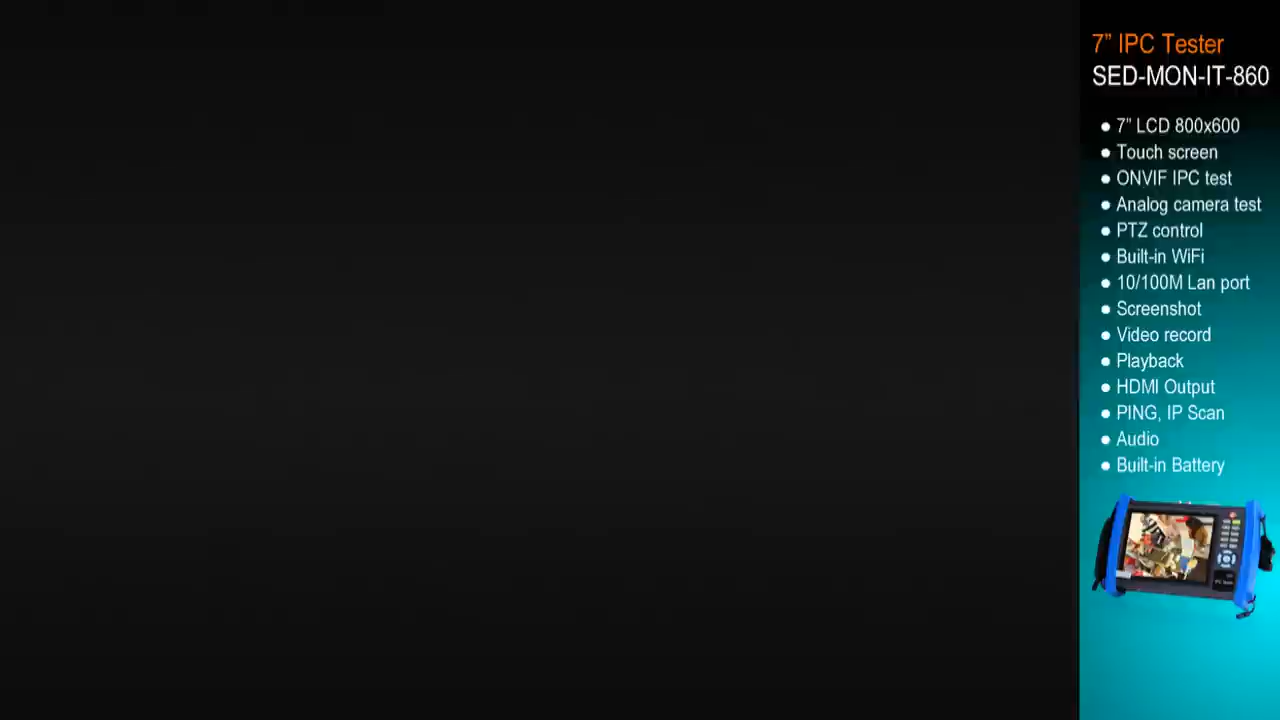 7” IPC Tester
SED-MON-IT-860
● 7” LCD 800x600
● Touch screen
● ONVIF IPC test
● Analog camera test
● PTZ control
● Built-in WiFi
● 10/100M Lan port
● Screenshot
● Video record
● Playback
● HDMI Output
● PING, IP Scan
● Audio
● Built-in Battery